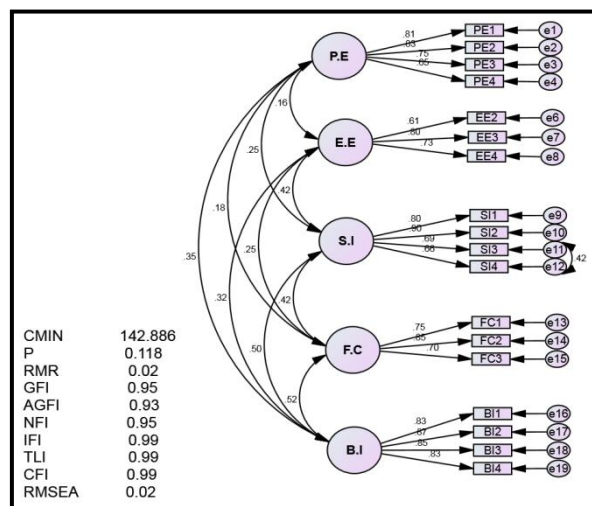 P.E
.81
.83
.75
.65
PE1
PE2
PE3
PE4
e1
e2
e3
e4
.16
E.E
.61
.80
.73
EE2
EE3
EE4
e6
e7
e8
.25
.42
.18
S.I
.80
.90
.69
.66
SI1
SI2
SI3
SI4
e9
e10
e11
e12
.42
.35
.25
.32
.42
F.C
.75
.85
.70
FC1
FC2
FC3
e13
e14
e15
.50
.52
B.I
.83
.87
.85
.83
BI1
BI2
BI3
BI4
e16
e17
e18
e19
CMIN 142.886
P 0.118
RMR 0.02
GFI 0.95
AGFI 0.93
NFI 0.95
IFI 0.99
TLI 0.99
CFI 0.99
RMSEA 0.02